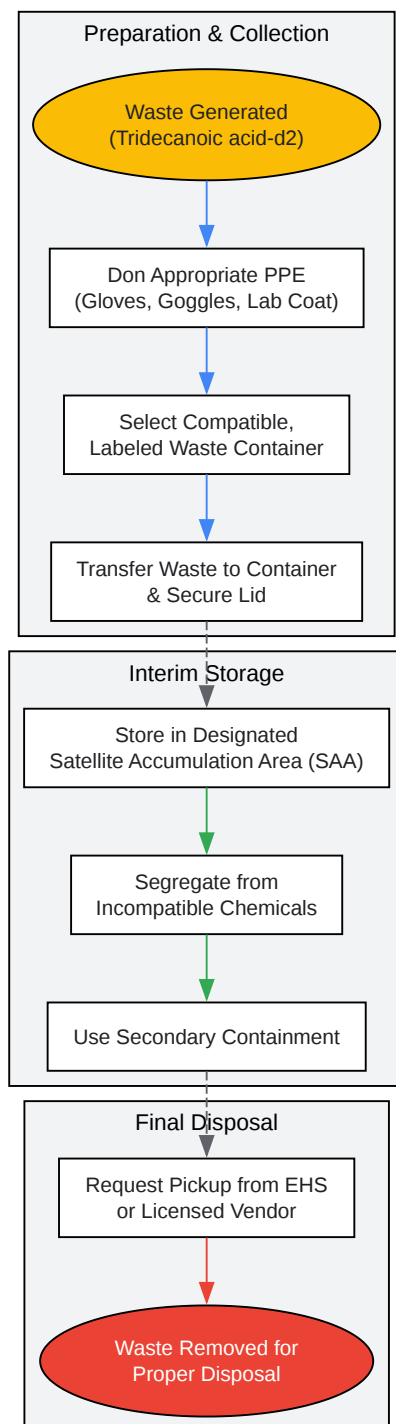 Preparation & Collection
Waste Generated
(Tridecanoic acid-d2)
Don Appropriate PPE
(Gloves, Goggles, Lab Coat)
Select Compatible,
Labeled Waste Container
Transfer Waste to Container
& Secure Lid
Interim Storage
Store in Designated
Satellite Accumulation Area (SAA)
Segregate from
Incompatible Chemicals
Use Secondary Containment
Final Disposal
Request Pickup from EHS
or Licensed Vendor
Waste Removed for
Proper Disposal